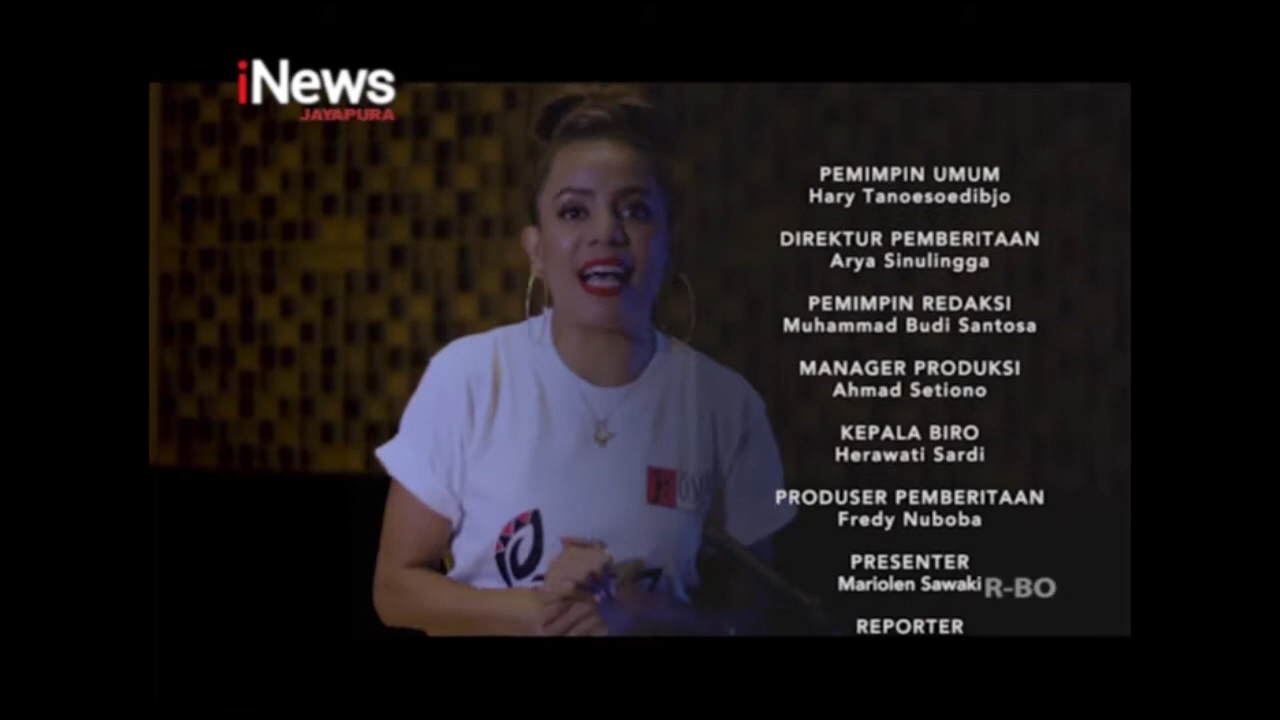 iNews
JAYAPURA
PEMIMPIN UMUM
Hary Tanoesoedibjo
DIREKTUR PEMBERITAAN
Arya Sinulingga
PEMIMPIN REDAKSI
Muhammad Budi Santosa
MANAGER PRODUKSI
Ahmad Setiono
KEPALA BIRO
Herawati Sardi
PRODUSER PEMBERITAAN
Fredy Nuboba
PRESENTER
Mariolen Sawaki
R-BO
REPORTER